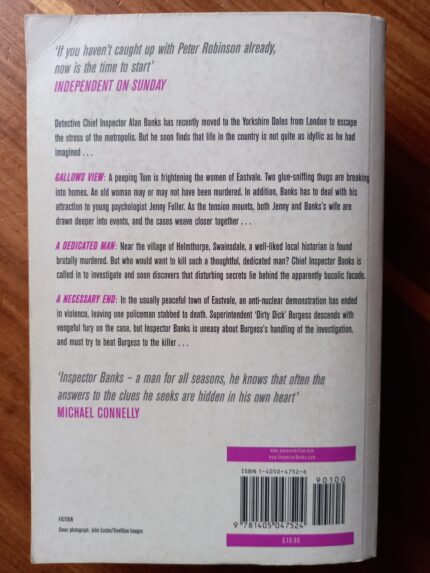 'If you haven't caught up with Peter Robinson already,
now is the time to start'
INDEPENDENT ON SUNDAY
Detective Chief Inspector Alan Banks has recently moved to the Yorkshire Dales from London to escape
the stress of the metropolis. But he soon finds that life in the country is not quite as idyllic as he had
imagined . . .
GALLOWS VIEW: A peeping Tom is frightening the women of Eastvale. Two glue-sniffing thugs are breaking
into homes. An old woman may or may not have been murdered. In addition, Banks has to deal with his
attraction to young psychologist Jenny Fuller. As the tension mounts, both Jenny and Banks's wife are
drawn deeper into events, and the cases weave closer together . . .
A DEDICATED MAN: Near the village of Helmthorpe, Swainsdale, a well-liked local historian is found
brutally murdered. But who would want to kill such a thoughtful, dedicated man? Chief Inspector Banks is
called in to investigate and soon discovers that disturbing secrets lie behind the apparently bucolic facade.
A NECESSARY END: In the usually peaceful town of Eastvale, an anti-nuclear demonstration has ended
in violence, leaving one policeman stabbed to death. Superintendent 'Dirty Dick' Burgess descends with
vengeful fury on the case, but Inspector Banks is uneasy about Burgess's handling of the investigation,
and must try to beat Burgess to the killer . . .
'Inspector Banks – a man for all seasons, he knows that often the
answers to the clues he seeks are hidden in his own heart'
MICHAEL CONNELLY
www.panmacmillan.com
www.inspectorbanks.com
ISBN 1-4050-4752-6
90100
9 781405 047524
£10.99
FICTION
Cover photograph: John Eccles/Trevillion Images